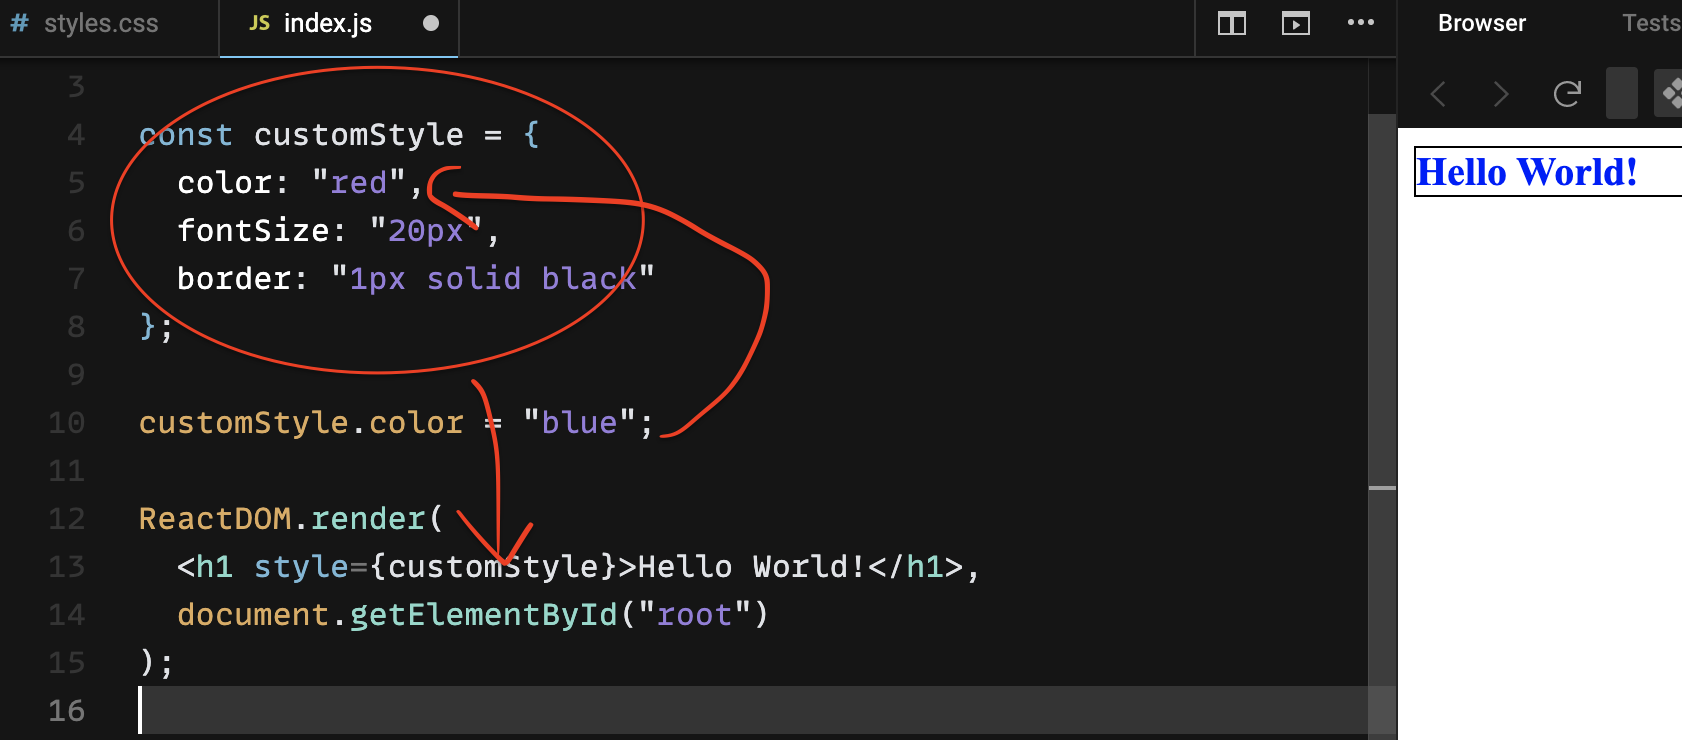 # styles.css
JS index.js
Browser
Tests
3
4 const customStyle = {
5 color: "red",
6 fontSize: "20px",
7 border: "1px solid black"
8 };
9
10 customStyle.color = "blue";
11
12 ReactDOM.render(
13 <h1 style={customStyle}>Hello World!</h1>,
14 document.getElementById("root")
15 );
16
Hello World!